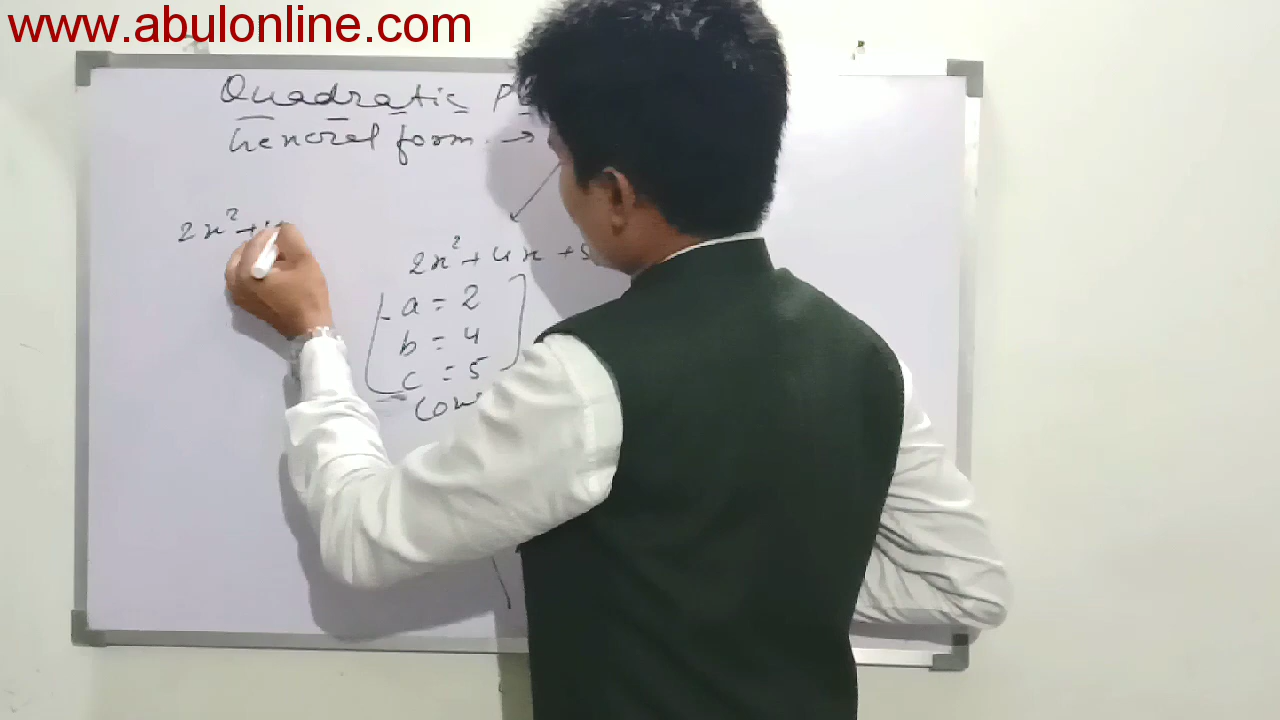 www.abulonline.com
Quadratic
General form →
2x² +
2x² + 4x + 5
a = 2
b = 4
c = 5